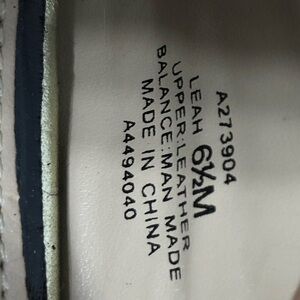 A273904
LEAH 6½M
UPPER:LEATHER
BALANCE:MAN MADE
MADE IN CHINA
A4494040